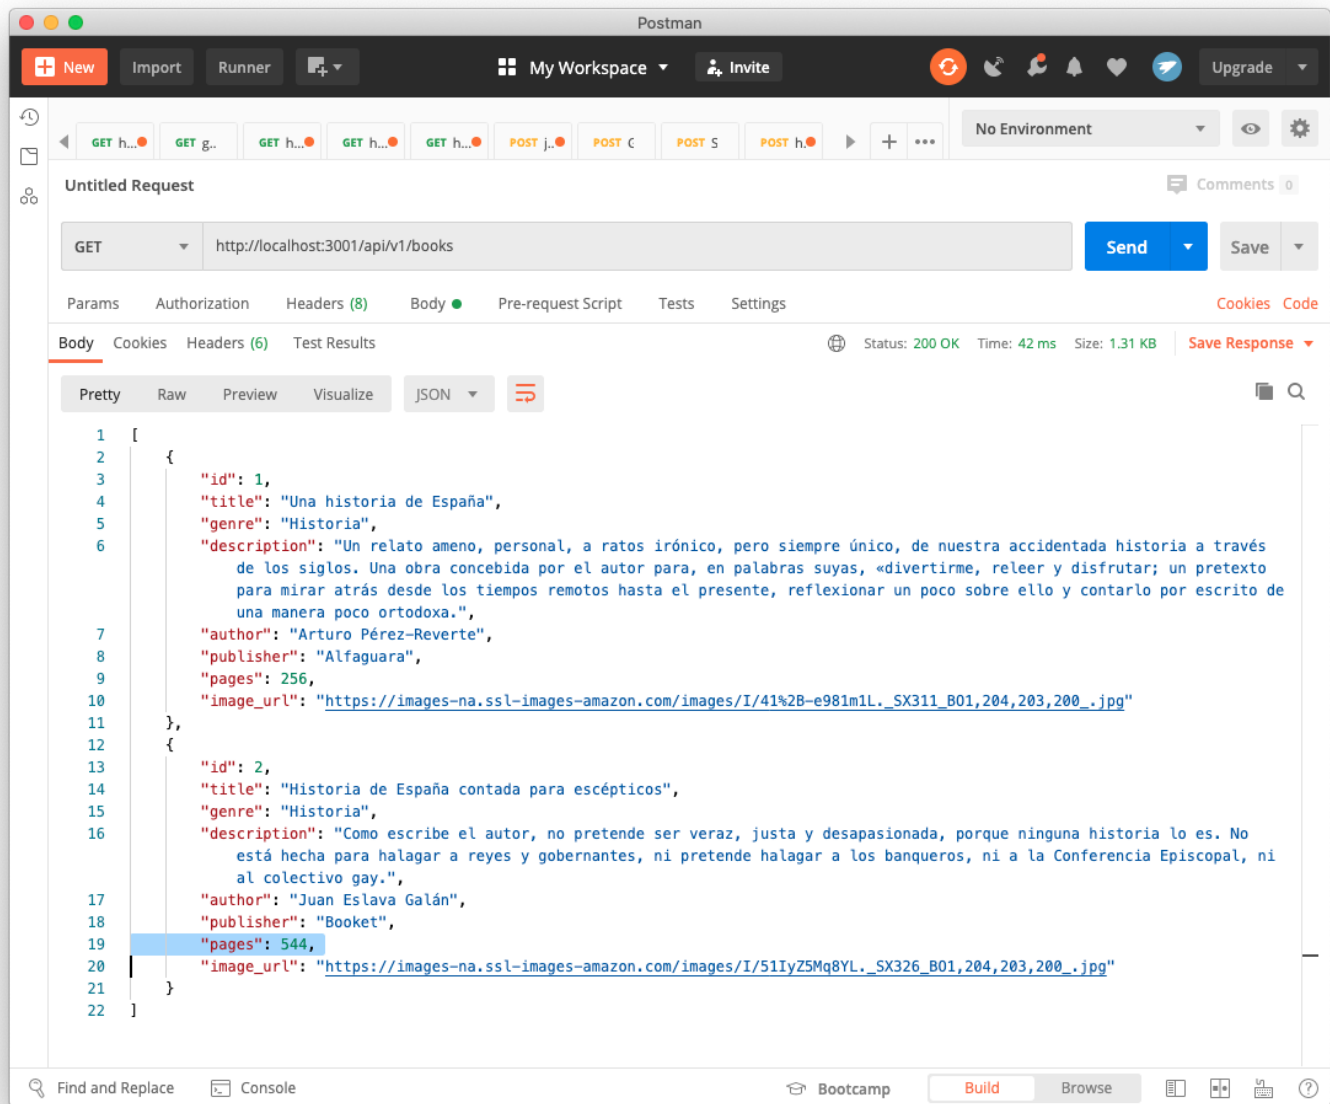 Postman
New Import Runner My Workspace Invite Upgrade
GET h... GET g.. GET h... GET h... GET h... POST j.. POST POST S POST h. No Environment
Untitled Request Comments 0
GET http://localhost:3001/api/v1/books Send Save
Params Authorization Headers (8) Body Pre-request Script Tests Settings Cookies Code
Body Cookies Headers (6) Test Results Status: 200 OK Time: 42 ms Size: 1.31 KB Save Response
Pretty Raw Preview Visualize JSON
1 [
2 {
3 "id": 1,
4 "title": "Una historia de España",
5 "genre": "Historia",
6 "description": "Un relato ameno, personal, a ratos irónico, pero siempre único, de nuestra accidentada historia a través
de los siglos. Una obra concebida por el autor para, en palabras suyas, «divertirme, releer y disfrutar; un pretexto
para mirar atrás desde los tiempos remotos hasta el presente, reflexionar un poco sobre ello y contarlo por escrito de
una manera poco ortodoxa.",
7 "author": "Arturo Pérez-Reverte",
8 "publisher": "Alfaguara",
9 "pages": 256,
10 "image_url": "https://images-na.ssl-images-amazon.com/images/I/41%2B-e981m1L._SX311_BO1,204,203,200_.jpg"
11 },
12 {
13 "id": 2,
14 "title": "Historia de España contada para escépticos",
15 "genre": "Historia",
16 "description": "Como escribe el autor, no pretende ser veraz, justa y desapasionada, porque ninguna historia lo es. No
está hecha para halagar a reyes y gobernantes, ni pretende halagar a los banqueros, ni a la Conferencia Episcopal, ni
al colectivo gay.",
17 "author": "Juan Eslava Galán",
18 "publisher": "Booket",
19 "pages": 544,
20 "image_url": "https://images-na.ssl-images-amazon.com/images/I/51IyZ5Mq8YL._SX326_BO1,204,203,200_.jpg"
21 }
22 ]
Find and Replace Console Bootcamp Build Browse